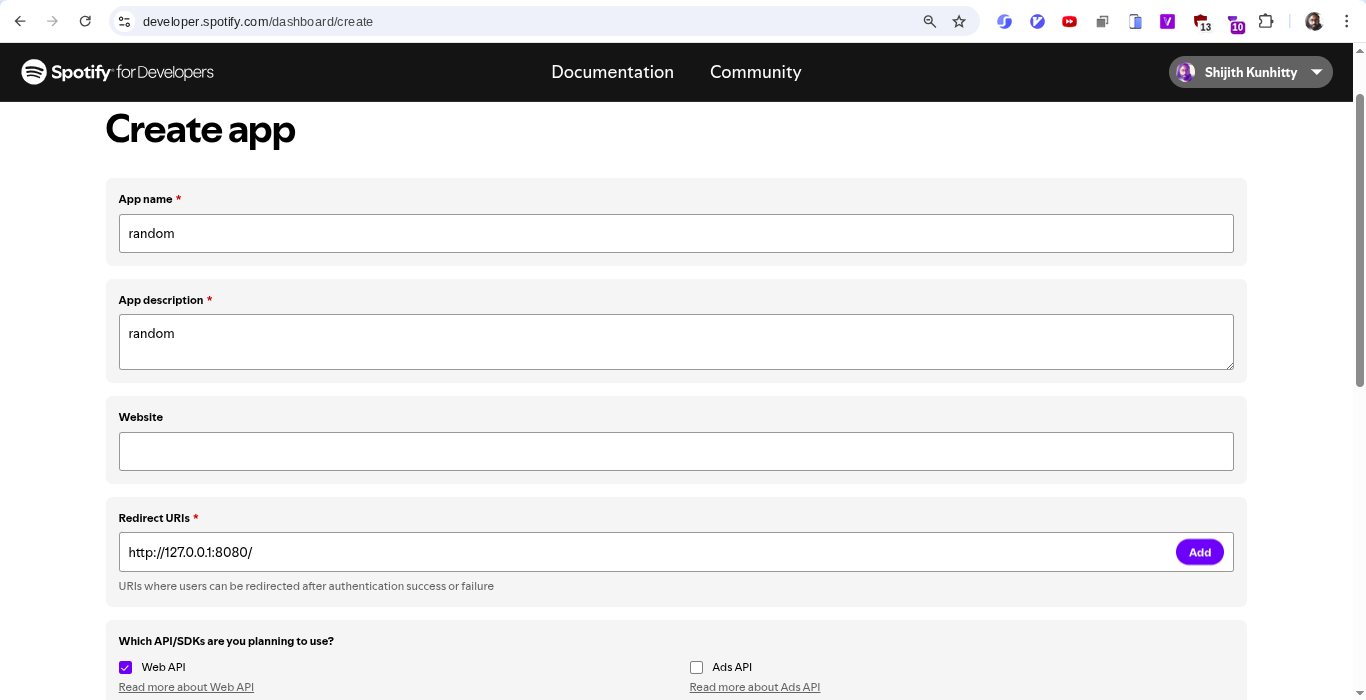 developer.spotify.com/dashboard/create
13
10
Spotify for Developers
Documentation
Community
Shijith Kunhitty
Create app
App name *
random
App description *
random
Website
Redirect URIs *
http://127.0.0.1:8080/
Add
URIs where users can be redirected after authentication success or failure
Which API/SDKs are you planning to use?
Web API
Ads API
Read more about Web API
Read more about Ads API